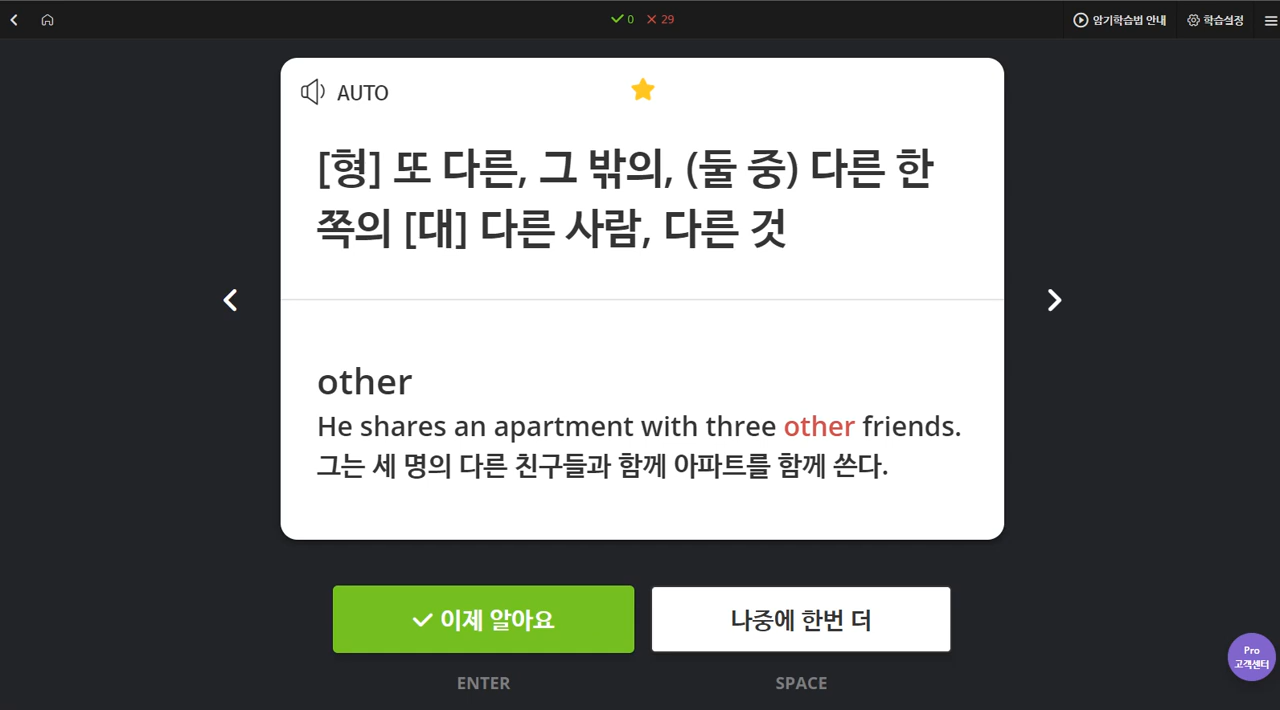 0 29 암기학습법 안내 학습설정
AUTO
[형] 또 다른, 그 밖의, (둘 중) 다른 한
쪽의 [대] 다른 사람, 다른 것
other
He shares an apartment with three other friends.
그는 세 명의 다른 친구들과 함께 아파트를 함께 쓴다.
이제 알아요 나중에 한번 더
Pro
고객센터
ENTER SPACE